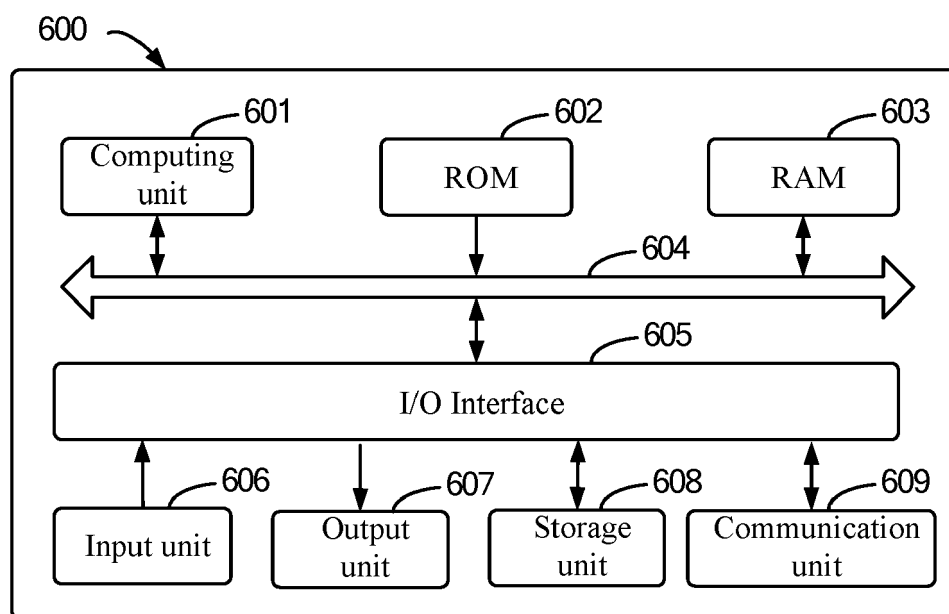 600
601
602
603
Computing
unit
ROM
RAM
604
605
I/O Interface
606
607
608
609
Input unit
Output
unit
Storage
unit
Communication
unit